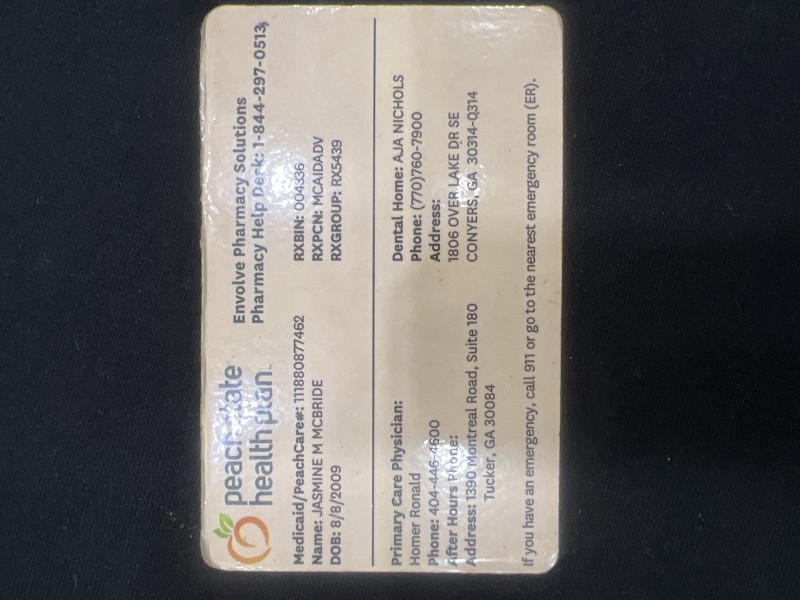 peach state
health plan™
Envolve Pharmacy Solutions
Pharmacy Help Desk: 1-844-297-0513
Medicaid/PeachCare#: 111880877462
Name: JASMINE M MCBRIDE
DOB: 8/8/2009
RXBIN: 004336
RXPCN: MCAIDADV
RXGROUP: RX5439
Primary Care Physician:
Homer Ronald
Phone: 404-446-4600
After Hours Phone:
Address: 1390 Montreal Road, Suite 180
Tucker, GA 30084
Dental Home: AJA NICHOLS
Phone: (770)760-7900
Address:
1806 OVER LAKE DR SE
CONYERS, GA 30314-0314
If you have an emergency, call 911 or go to the nearest emergency room (ER).